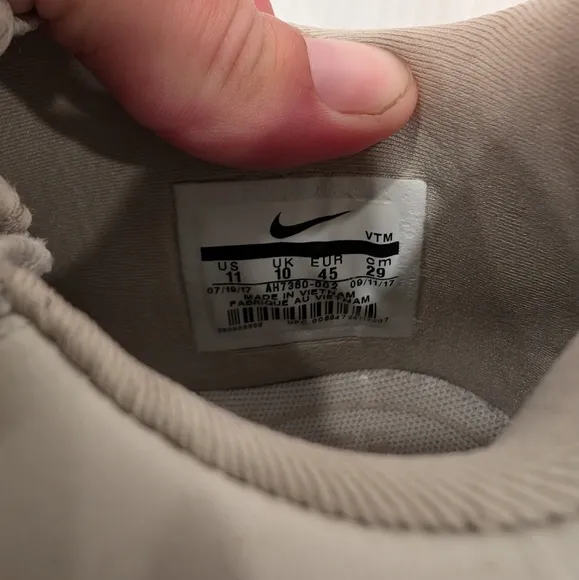 VTM
US UK EUR cm
11 10 45 29
07/19/17 AH7380-002 09/11/17
MADE IN VIETNAM
FABRIQUE AU VIETNAM